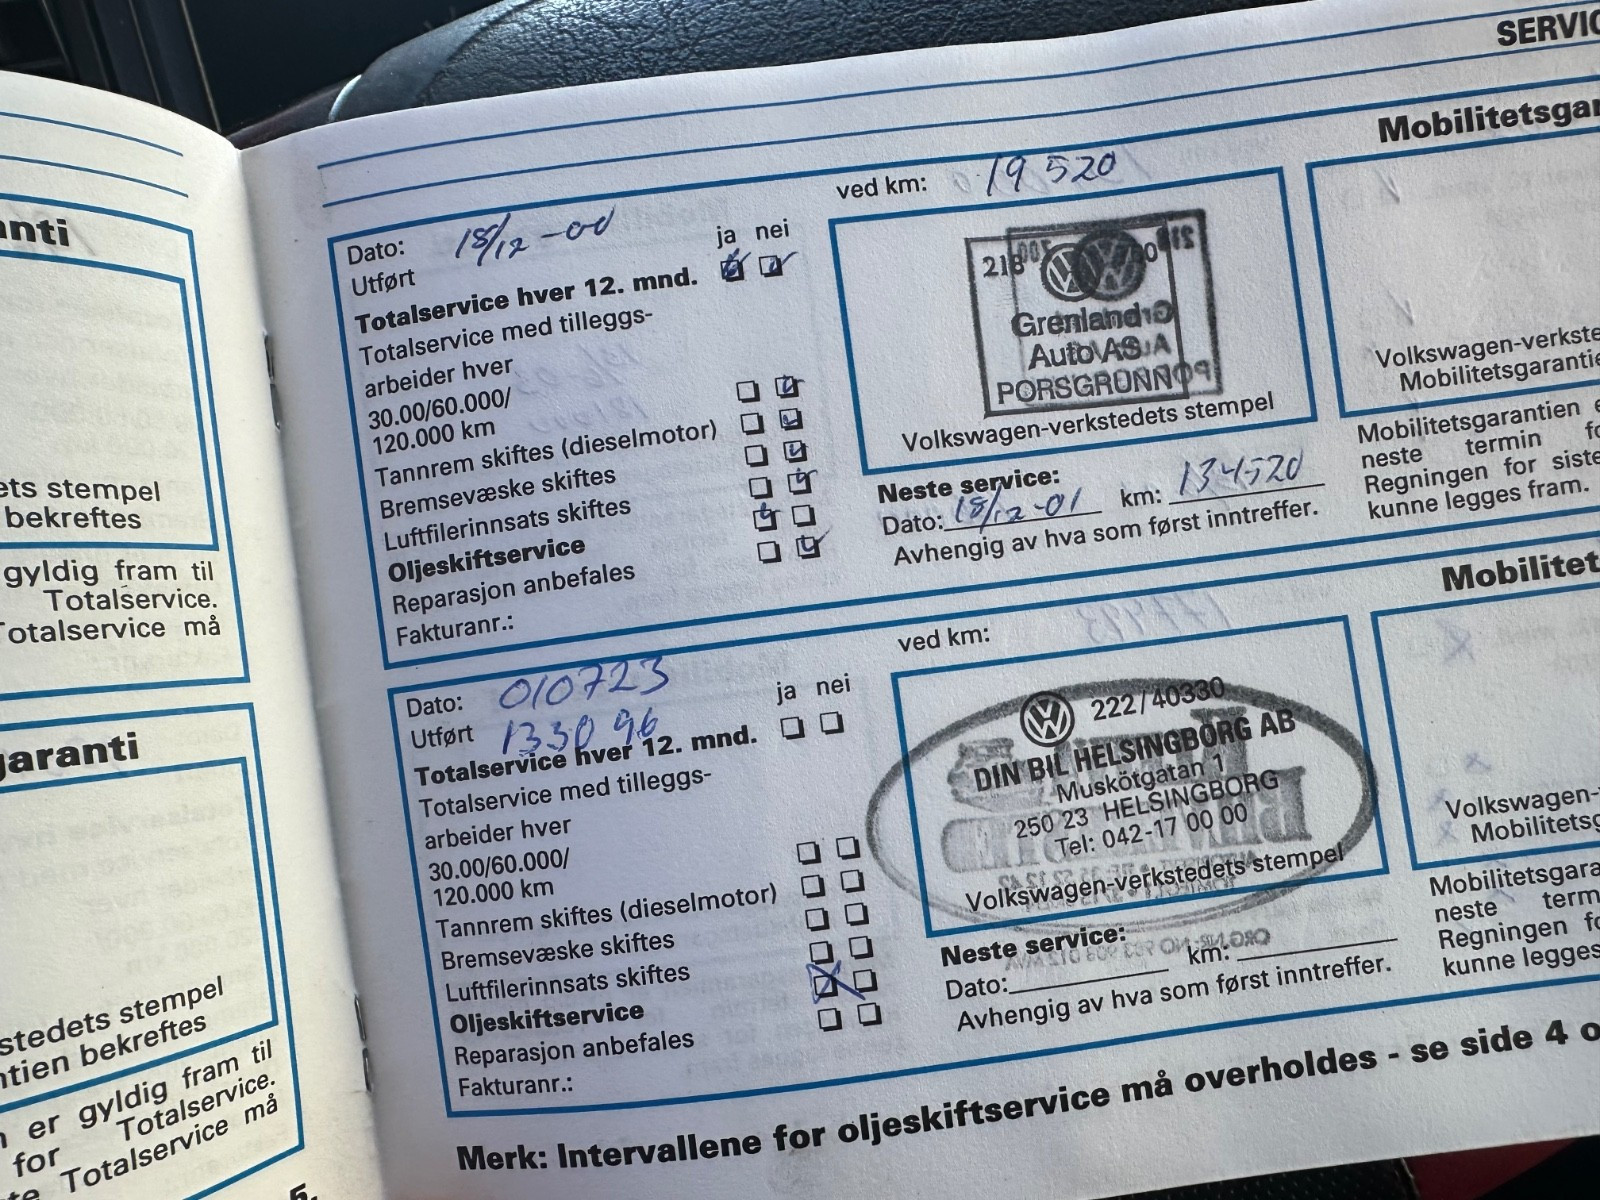 SERVIC
anti
ets stempel
bekreftes
gyldig fram til
Totalservice.
Totalservice må
garanti
stedets stempel
ntien bekreftes
er gyldig fram til
for Totalservice.
Totalservice må
5.
Mobilitetsgar
Dato: 18/12-00
ved km: 19 520
Utført ja nei
Totalservice hver 12. mnd.
Totalservice med tilleggs-
arbeider hver
30.00/60.000/
120.000 km
Tannrem skiftes (dieselmotor)
Bremsevæske skiftes
Luftfilerinnsats skiftes
Oljeskiftservice
Reparasjon anbefales
Fakturanr.:
218
Grenland
Auto AS
PORSGRUNN
Volkswagen-verkstedets stempel
Neste service:
Dato: 18/12-01 km: 134520
Avhengig av hva som først inntreffer.
Volkswagen-verkste
Mobilitetsgarantie
Mobilitetsgarantien e
neste termin fo
Regningen for siste
kunne legges fram.
Mobilitet
Dato: 010723
ved km:
Utført 133096 ja nei
Totalservice hver 12. mnd.
Totalservice med tilleggs-
arbeider hver
30.00/60.000/
120.000 km
Tannrem skiftes (dieselmotor)
Bremsevæske skiftes
Luftfilerinnsats skiftes
Oljeskiftservice
Reparasjon anbefales
Fakturanr.:
222/40330
DIN BIL HELSINGBORG AB
Muskötgatan 1
250 23 HELSINGBORG
Tel: 042-17 00 00
Volkswagen-verkstedets stempel
Neste service:
Dato: km:
Avhengig av hva som først inntreffer.
Volkswagen-
Mobilitetsg
Mobilitetsgara
neste term
Regningen fo
kunne legges
Merk: Intervallene for oljeskiftservice må overholdes - se side 4 o